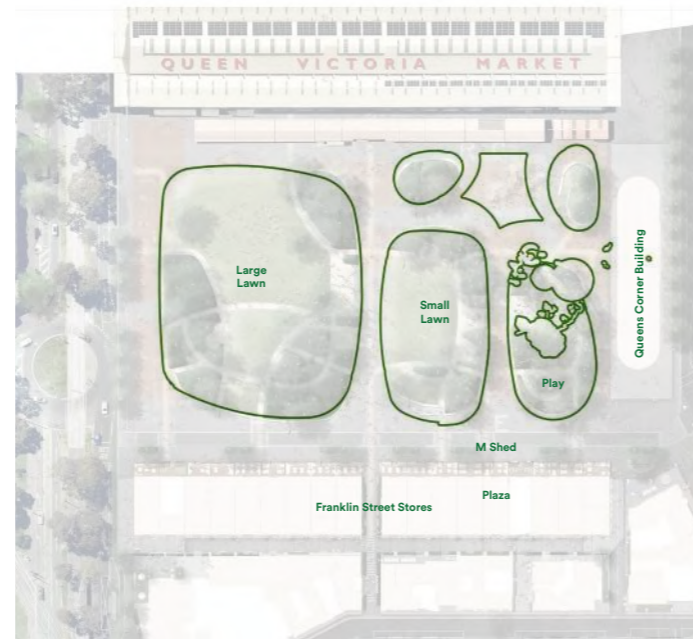 QUEEN VICTORIA MARKET
Large
Lawn
Small
Lawn
Queens Corner Building
Play
M Shed
Plaza
Franklin Street Stores